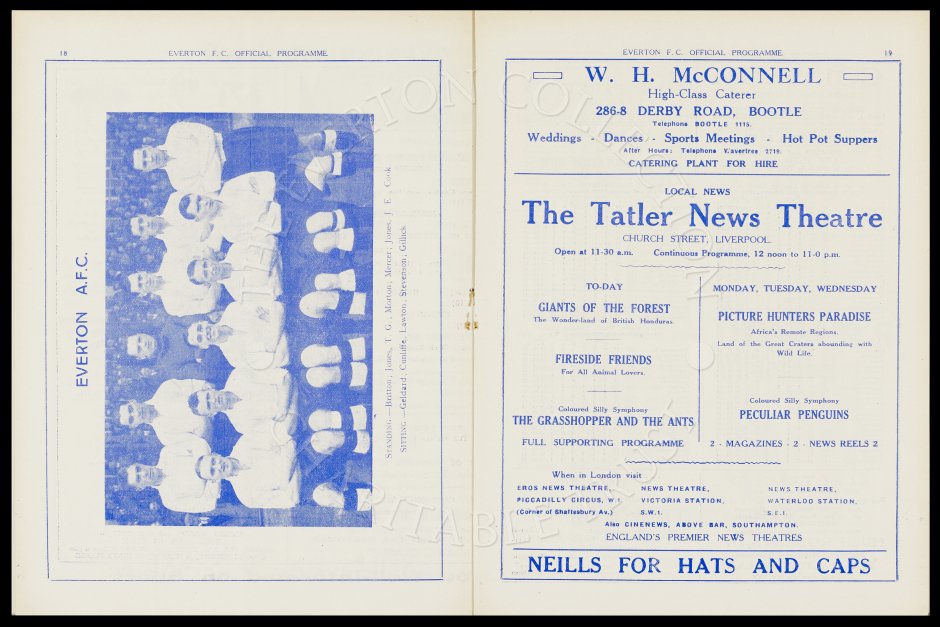 18
EVERTON F. C. OFFICIAL PROGRAMME.
EVERTON A.F.C.
STANDING.—Britton; Jones, T. G.; Morton; Mercer; Jones, J. E.; Cook
SITTING.—Geldard; Cunliffe; Lawton; Stevenson; Gillick
EVERTON F. C. OFFICIAL PROGRAMME.
19
W. H. McCONNELL
High-Class Caterer
286-8 DERBY ROAD, BOOTLE
Telephone BOOTLE 1115.
Weddings - Dances - Sports Meetings - Hot Pot Suppers
After Hours: Telephone Wavertree 2719.
CATERING PLANT FOR HIRE
LOCAL NEWS
The Tatler News Theatre
CHURCH STREET, LIVERPOOL.
Open at 11-30 a.m. Continuous Programme, 12 noon to 11-0 p.m.
TO-DAY
GIANTS OF THE FOREST
The Wonder-land of British Honduras.
FIRESIDE FRIENDS
For All Animal Lovers.
Coloured Silly Symphony
THE GRASSHOPPER AND THE ANTS
FULL SUPPORTING PROGRAMME
MONDAY, TUESDAY, WEDNESDAY
PICTURE HUNTERS PARADISE
Africa's Remote Regions.
Land of the Great Craters abounding with
Wild Life.
Coloured Silly Symphony
PECULIAR PENGUINS
2 - MAGAZINES - 2 - NEWS REELS 2
When in London visit
EROS NEWS THEATRE,
PICCADILLY CIRCUS, W.1.
(Corner of Shaftesbury Av.)
NEWS THEATRE,
VICTORIA STATION,
S.W.1.
NEWS THEATRE,
WATERLOO STATION,
S.E.1.
Also CINENEWS, ABOVE BAR, SOUTHAMPTON.
ENGLAND'S PREMIER NEWS THEATRES
NEILLS FOR HATS AND CAPS